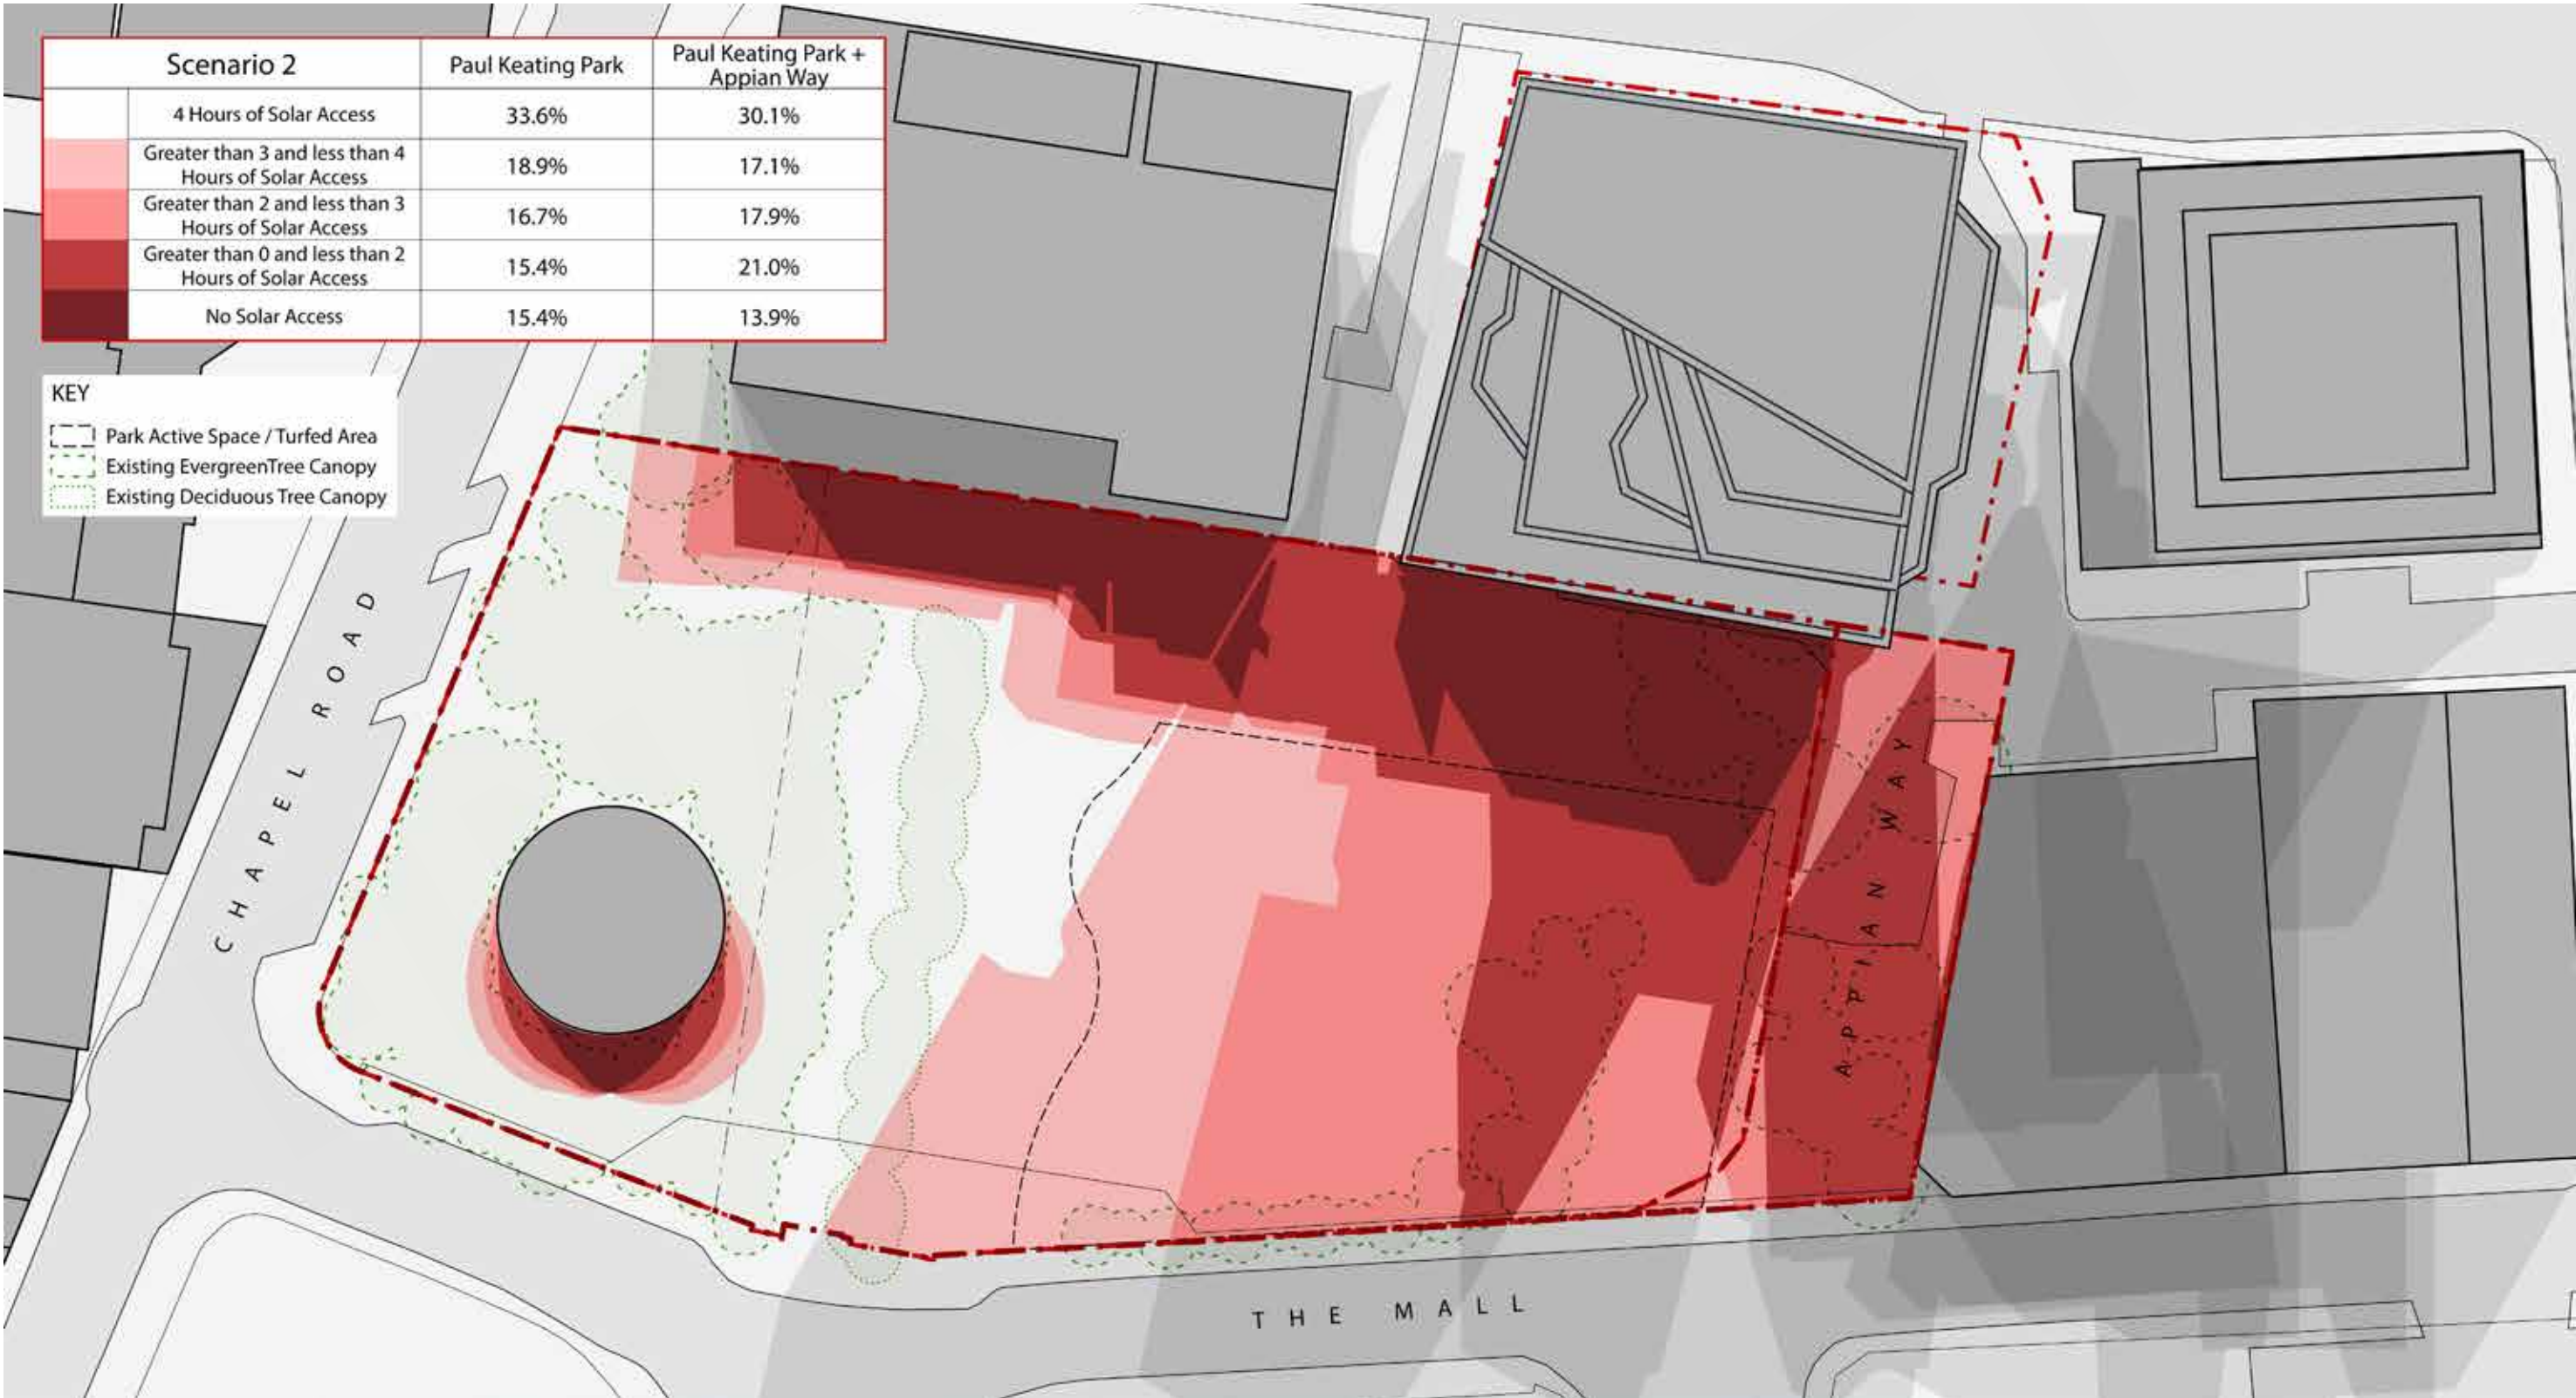 Scenario 2
Paul Keating Park
Paul Keating Park +
Appian Way
4 Hours of Solar Access
33.6%
30.1%
Greater than 3 and less than 4
Hours of Solar Access
18.9%
17.1%
Greater than 2 and less than 3
Hours of Solar Access
16.7%
17.9%
Greater than 0 and less than 2
Hours of Solar Access
15.4%
21.0%
No Solar Access
15.4%
13.9%
KEY
Park Active Space / Turfed Area
Existing EvergreenTree Canopy
Existing Deciduous Tree Canopy
CHAPEL ROAD
APPIAN WAY
THE MALL